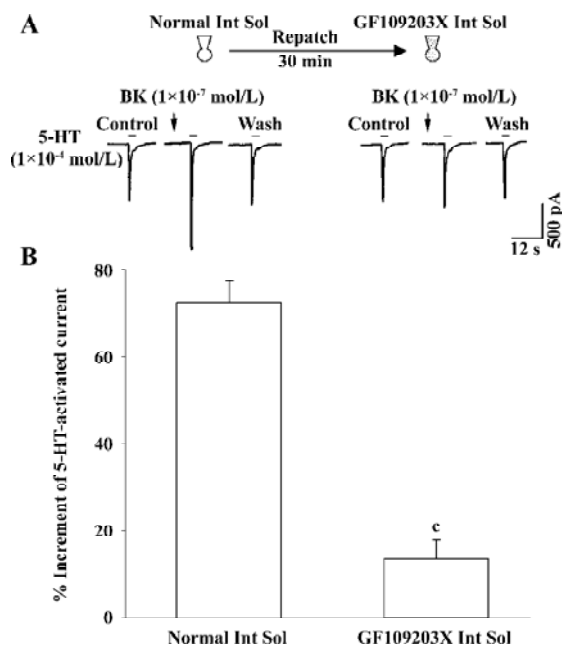 A
Normal Int Sol
Repatch
30 min
GF109203X Int Sol
BK (1×10⁻⁷ mol/L)
BK (1×10⁻⁷ mol/L)
5-HT
(1×10⁻⁴ mol/L)
Control
Wash
500 pA
12 s
B
% Increment of 5-HT-activated current
80
60
40
20
0
c
Normal Int Sol
GF109203X Int Sol